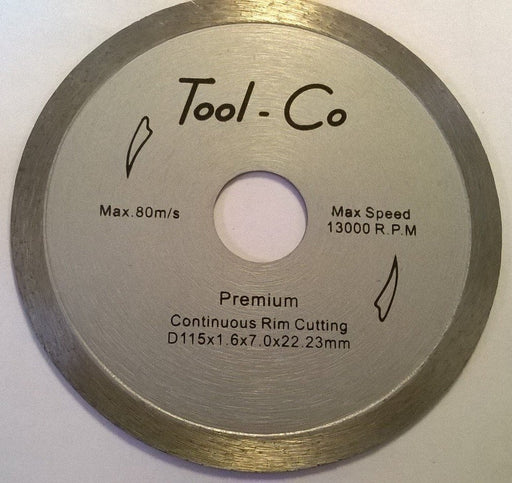 Tool-Co
Max.80m/s
Max Speed
13000 R.P.M
Premium
Continuous Rim Cutting
D115x1.6x7.0x22.23mm